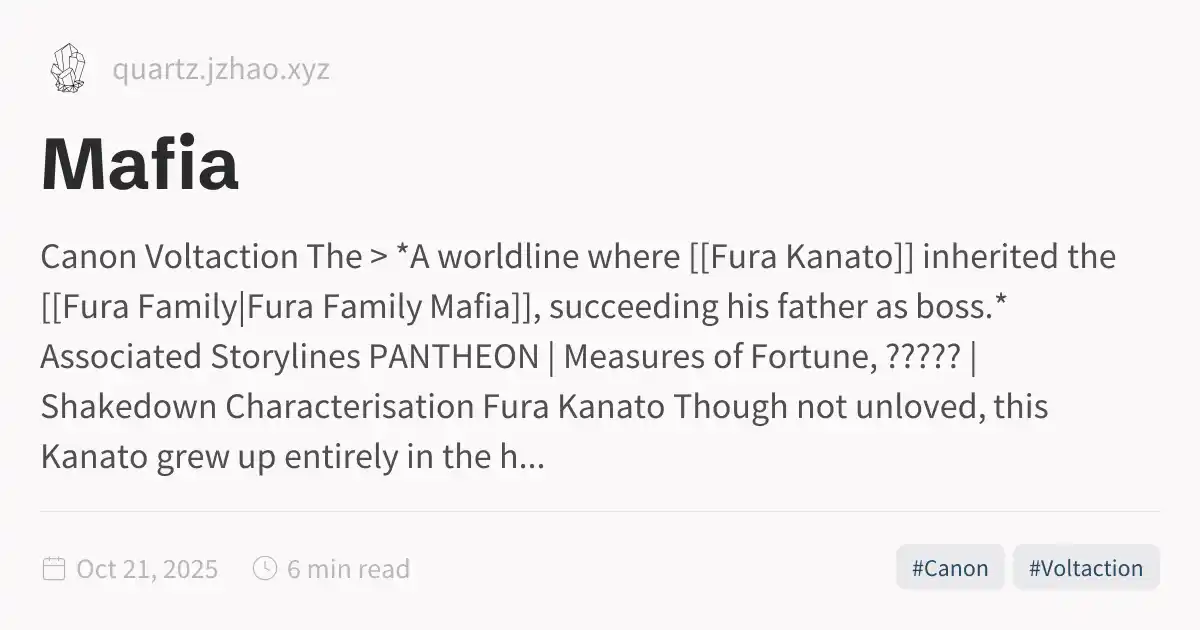 quartz.jzhao.xyz
Mafia
Canon Voltaction The > *A worldline where [[Fura Kanato]] inherited the
[[Fura Family|Fura Family Mafia]], succeeding his father as boss.*
Associated Storylines PANTHEON | Measures of Fortune, ????? |
Shakedown Characterisation Fura Kanato Though not unloved, this
Kanato grew up entirely in the h...
Oct 21, 2025 6 min read #Canon #Voltaction